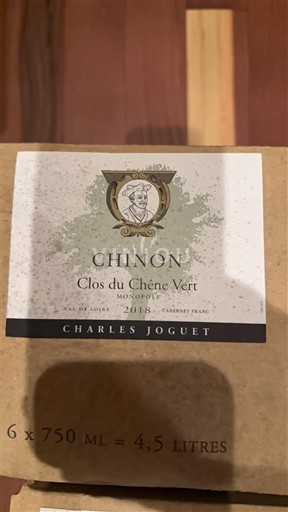 CHINON
Clos du Chêne Vert
MONOPOLE
VAL DE LOIRE 2018 CABERNET FRANC
CHARLES JOGUET
6 x 750 ML = 4,5 LITRES